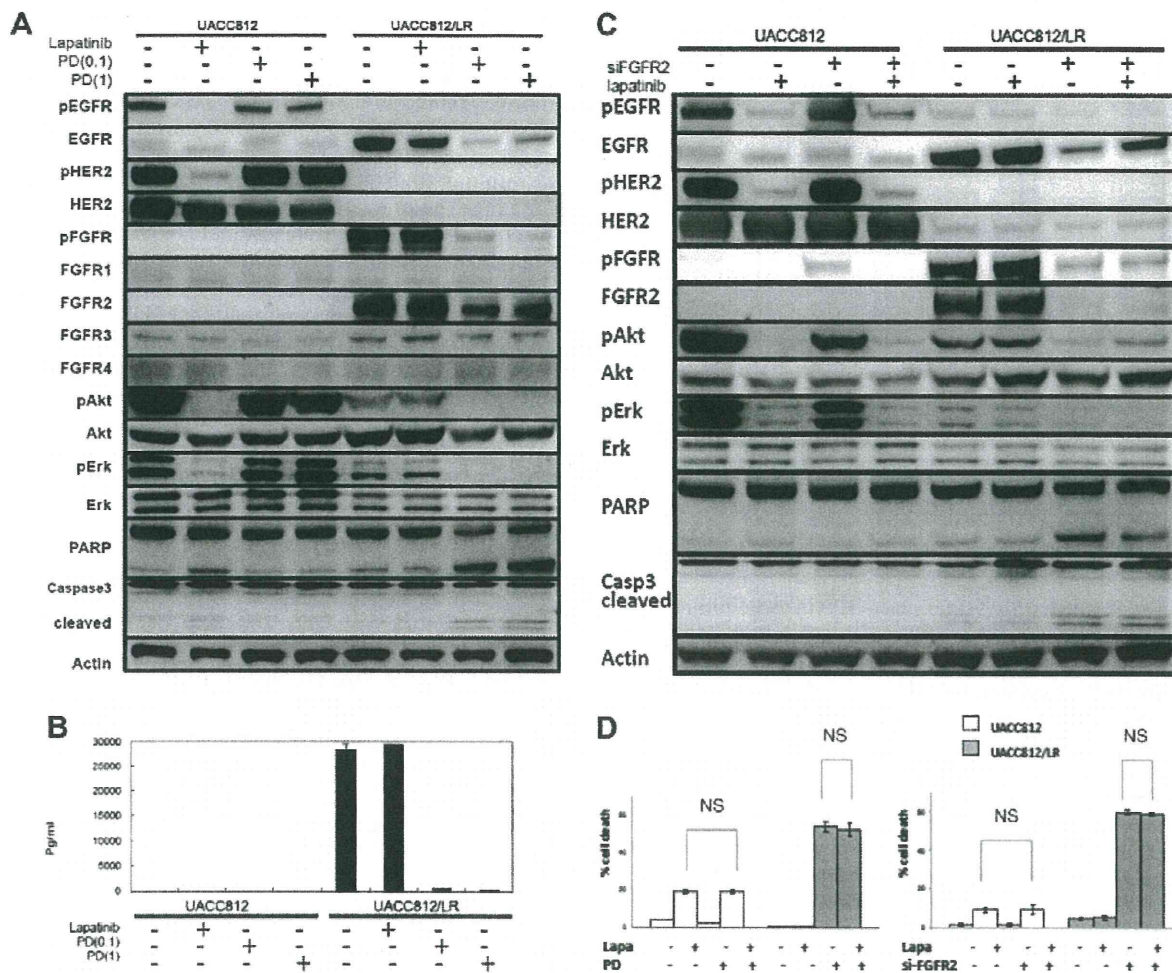 A
UACC812 UACC812/LR
Lapatinib - + - - - + - -
PD(0.1) - - + - - - + -
PD(1) - - - + - - - +
pEGFR
EGFR
pHER2
HER2
pFGFR
FGFR1
FGFR2
FGFR3
FGFR4
pAkt
Akt
pErk
Erk
PARP
Caspase3
cleaved
Actin
C
UACC812 UACC812/LR
siFGFR2 - - + + - - + +
lapatinib - + - + - + - +
pEGFR
EGFR
pHER2
HER2
pFGFR
FGFR2
pAkt
Akt
pErk
Erk
PARP
Casp3
cleaved
Actin
B
Pg/ml
30000
25000
20000
15000
10000
5000
0
UACC812 UACC812/LR
Lapatinib - + - - - + - -
PD(0.1) - - + - - - + -
PD(1) - - - + - - - +
D
UACC812
UACC812/LR
NS
NS
% cell death
Lapa - + - + - + - +
PD - - + + - - + +
NS
NS
% cell death
Lapa - + - + - + - +
si-FGFR2 - - + + - - + +